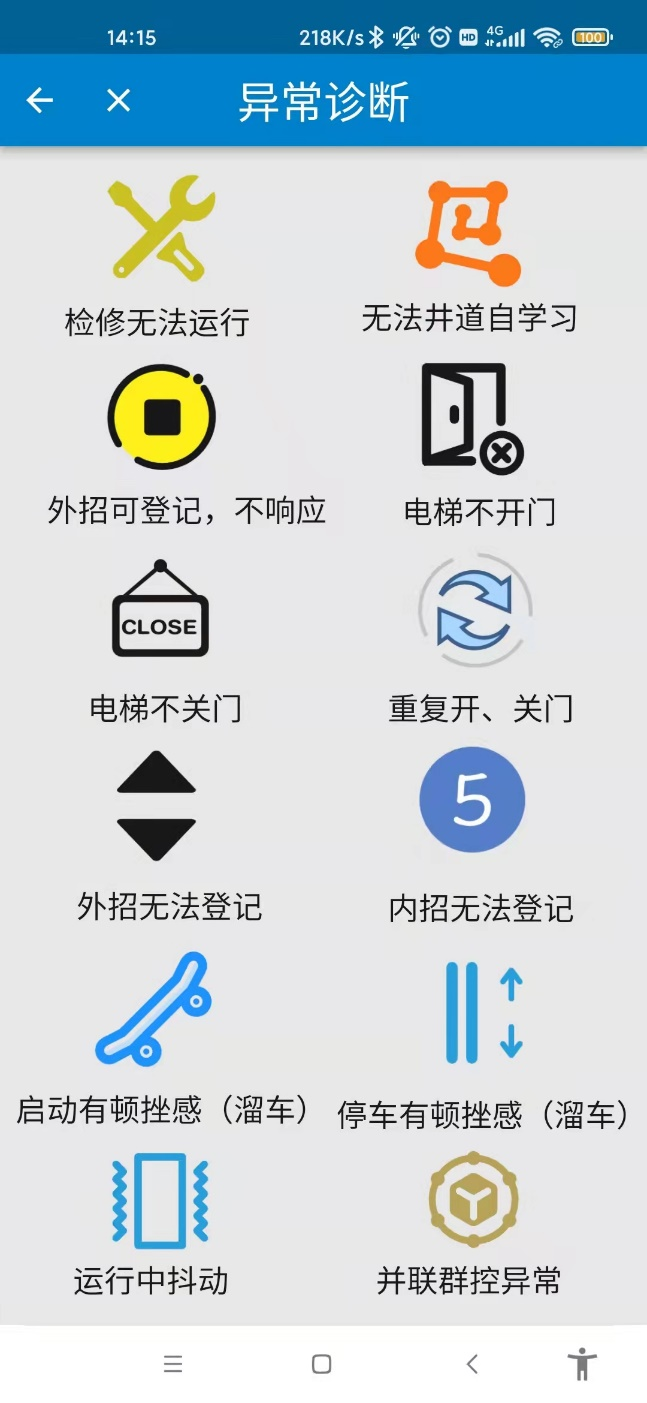 14:15 218K/s HD 4G 100
异常诊断
检修无法运行 无法井道自学习
外招可登记，不响应 电梯不开门
CLOSE
电梯不关门 重复开、关门
5
外招无法登记 内招无法登记
启动有顿挫感（溜车） 停车有顿挫感（溜车）
运行中抖动 并联群控异常